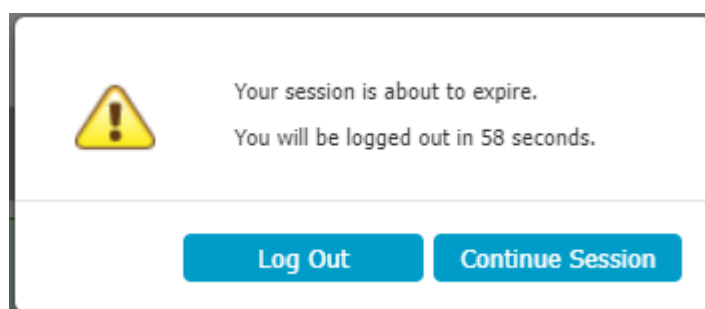 Your session is about to expire.
You will be logged out in 58 seconds.
Log Out
Continue Session